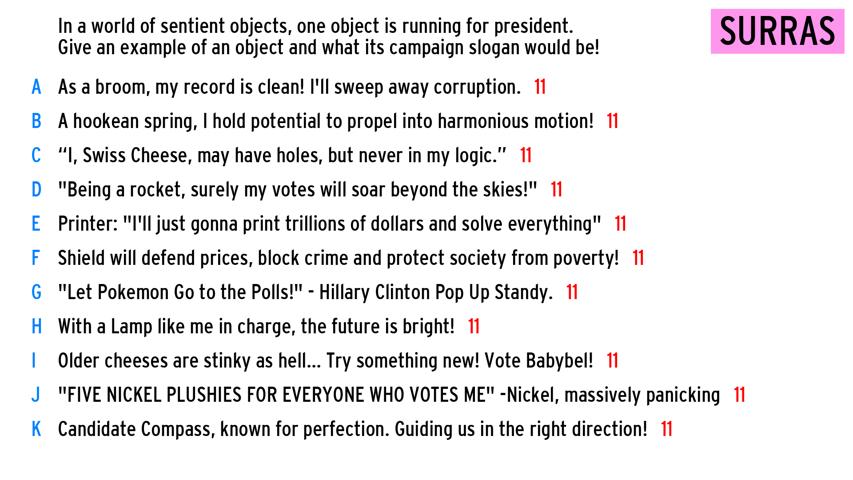 In a world of sentient objects, one object is running for president.
Give an example of an object and what its campaign slogan would be!
SURRAS
A As a broom, my record is clean! I'll sweep away corruption. 11
B A hookean spring, I hold potential to propel into harmonious motion! 11
C “I, Swiss Cheese, may have holes, but never in my logic.” 11
D "Being a rocket, surely my votes will soar beyond the skies!" 11
E Printer: "I'll just gonna print trillions of dollars and solve everything" 11
F Shield will defend prices, block crime and protect society from poverty! 11
G "Let Pokemon Go to the Polls!" - Hillary Clinton Pop Up Standy. 11
H With a Lamp like me in charge, the future is bright! 11
I Older cheeses are stinky as hell... Try something new! Vote Babybel! 11
J "FIVE NICKEL PLUSHIES FOR EVERYONE WHO VOTES ME" -Nickel, massively panicking 11
K Candidate Compass, known for perfection. Guiding us in the right direction! 11